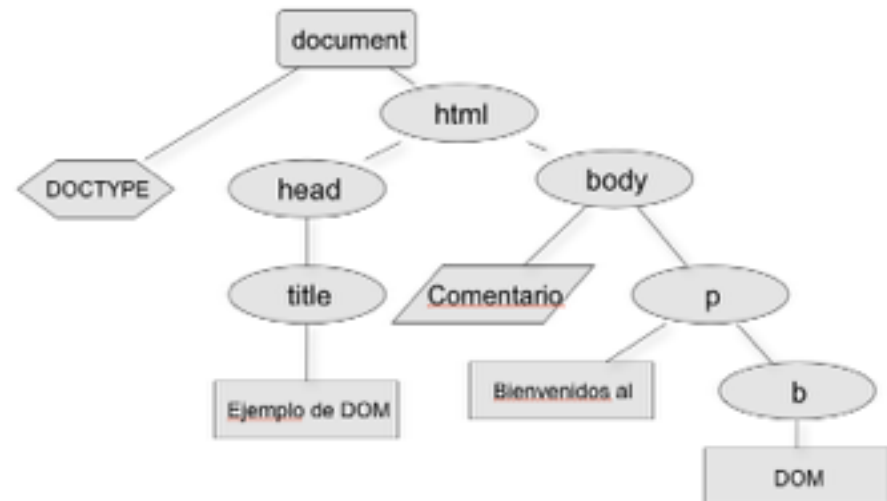 document
html
DOCTYPE
head
body
title
Comentario
p
Ejemplo de DOM
Bienvenidos al
b
DOM